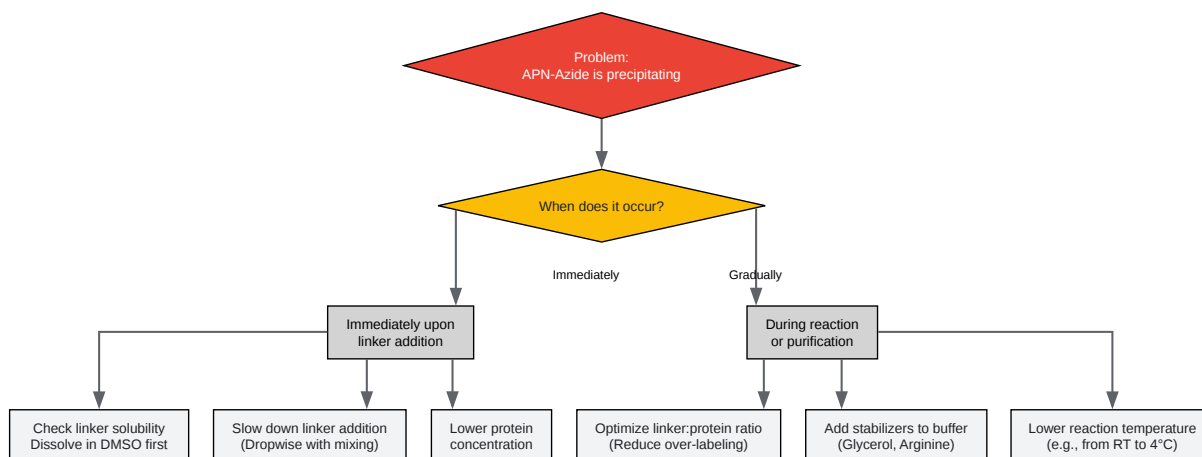 Problem:
APN-Azide is precipitating
When does it occur?
Immediately
Gradually
Immediately upon
linker addition
During reaction
or purification
Check linker solubility
Dissolve in DMSO first
Slow down linker addition
(Dropwise with mixing)
Lower protein
concentration
Optimize linker:protein ratio
(Reduce over-labeling)
Add stabilizers to buffer
(Glycerol, Arginine)
Lower reaction temperature
(e.g., from RT to 4°C)